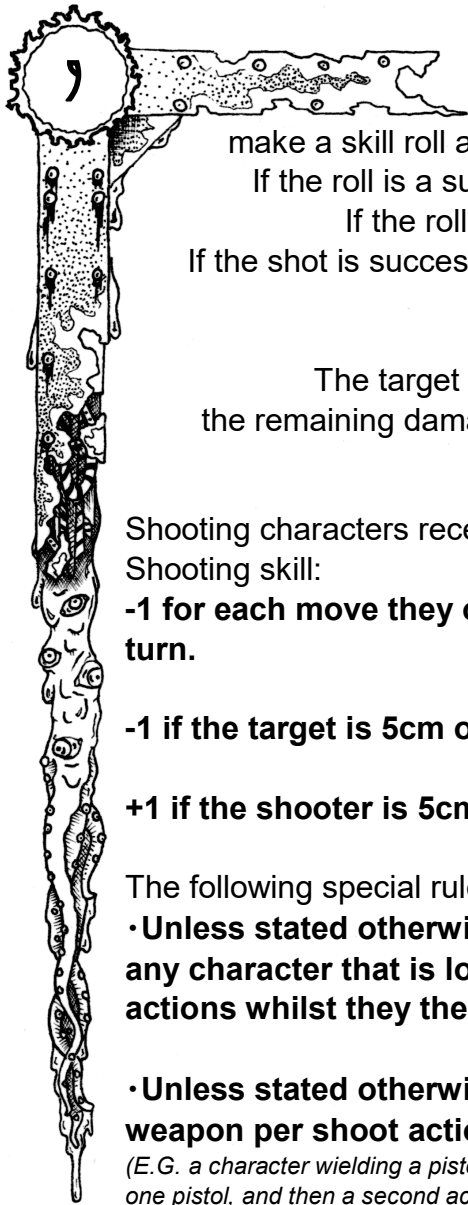 make a skill roll a
If the roll is a su
If the roll
If the shot is succes
The target
the remaining dama
Shooting characters rece
Shooting skill:
-1 for each move they
turn.
-1 if the target is 5cm o
+1 if the shooter is 5cm
The following special rul
·Unless stated otherwi
any character that is lo
actions whilst they the
·Unless stated otherwi
weapon per shoot actio
(E.G. a character wielding a pisto
one pistol, and then a second ac